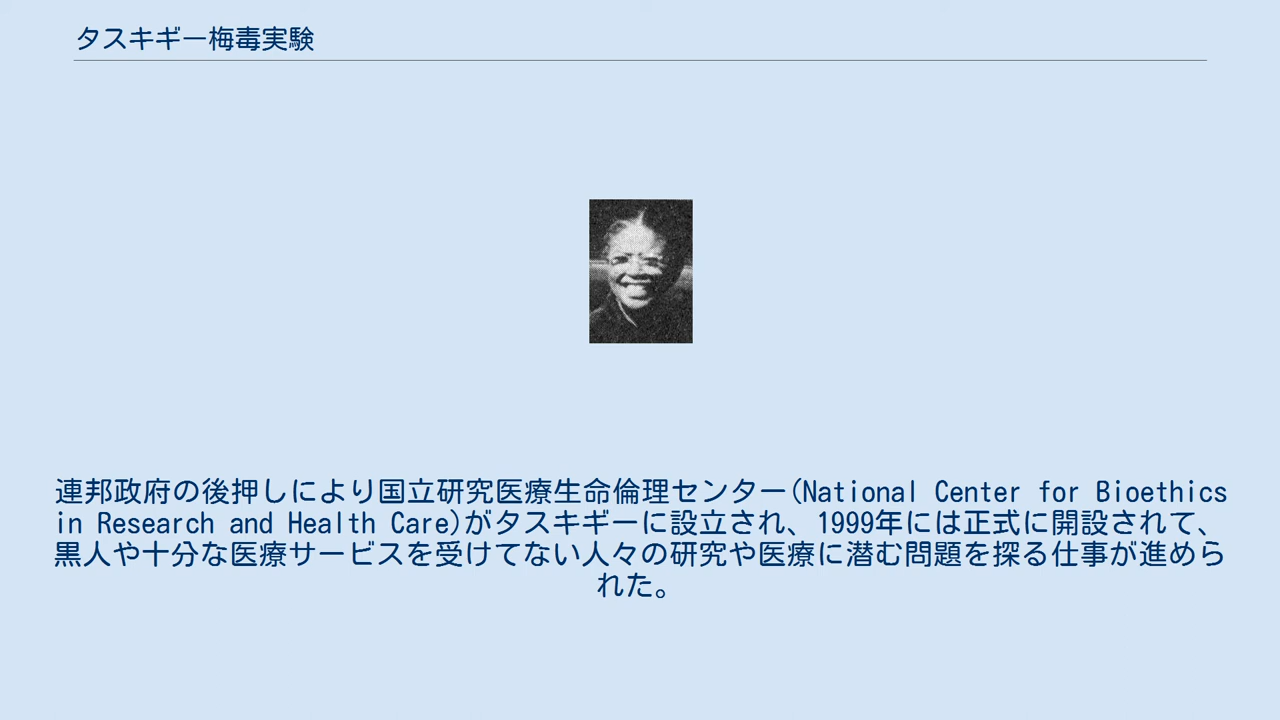 タスキギー梅毒実験
連邦政府の後押しにより国立研究医療生命倫理センター(National Center for Bioethics
in Research and Health Care)がタスキギーに設立され、1999年には正式に開設されて、
黒人や十分な医療サービスを受けてない人々の研究や医療に潜む問題を探る仕事が進めら
れた。